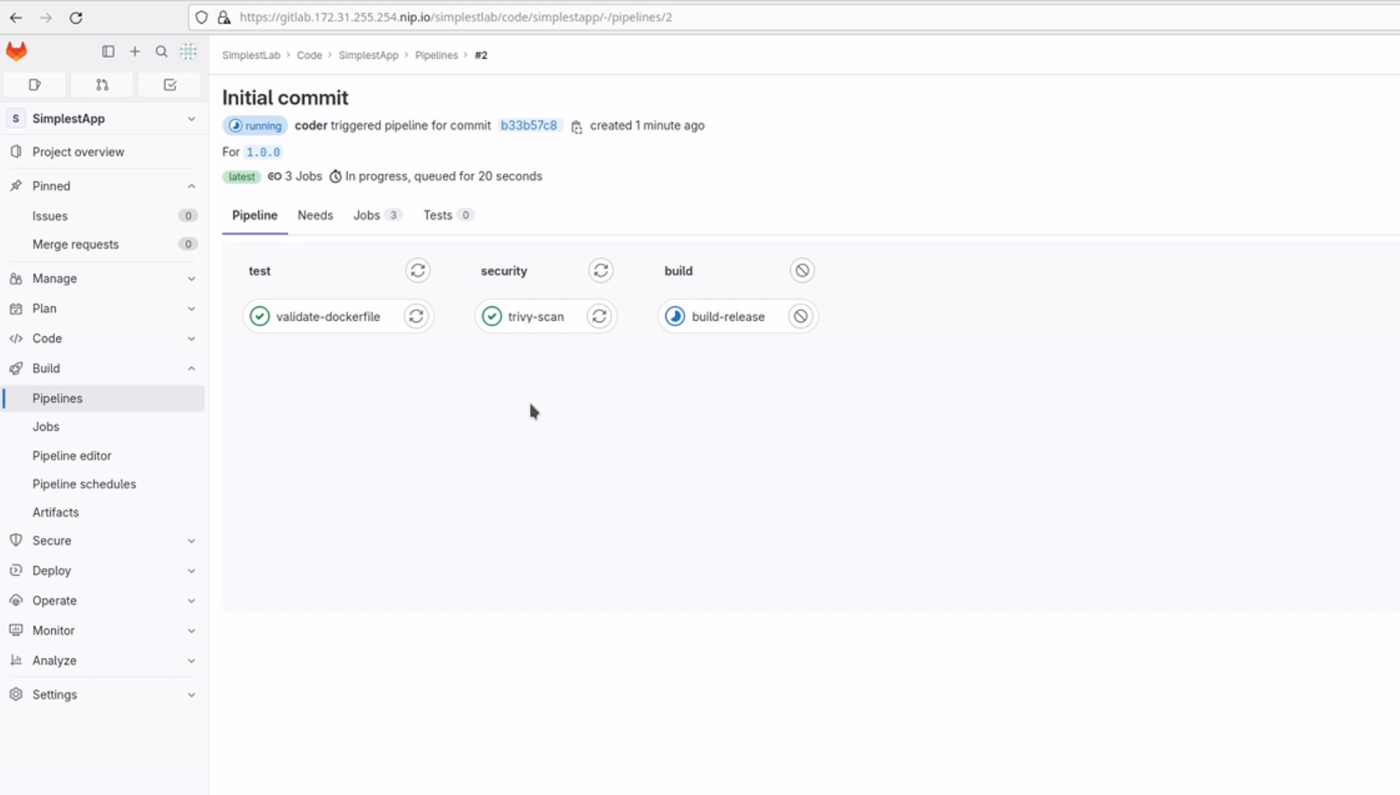 https://gitlab.172.31.255.254.nip.io/simplestlab/code/simplestapp/-/pipelines/2
SimplestLab › Code › SimplestApp › Pipelines › #2
S SimplestApp
Project overview
Pinned
Issues 0
Merge requests 0
Manage
Plan
Code
Build
Pipelines
Jobs
Pipeline editor
Pipeline schedules
Artifacts
Secure
Deploy
Operate
Monitor
Analyze
Settings
Initial commit
running coder triggered pipeline for commit b33b57c8 created 1 minute ago
For 1.0.0
latest 3 Jobs In progress, queued for 20 seconds
Pipeline Needs Jobs 3 Tests 0
test security build
validate-dockerfile trivy-scan build-release